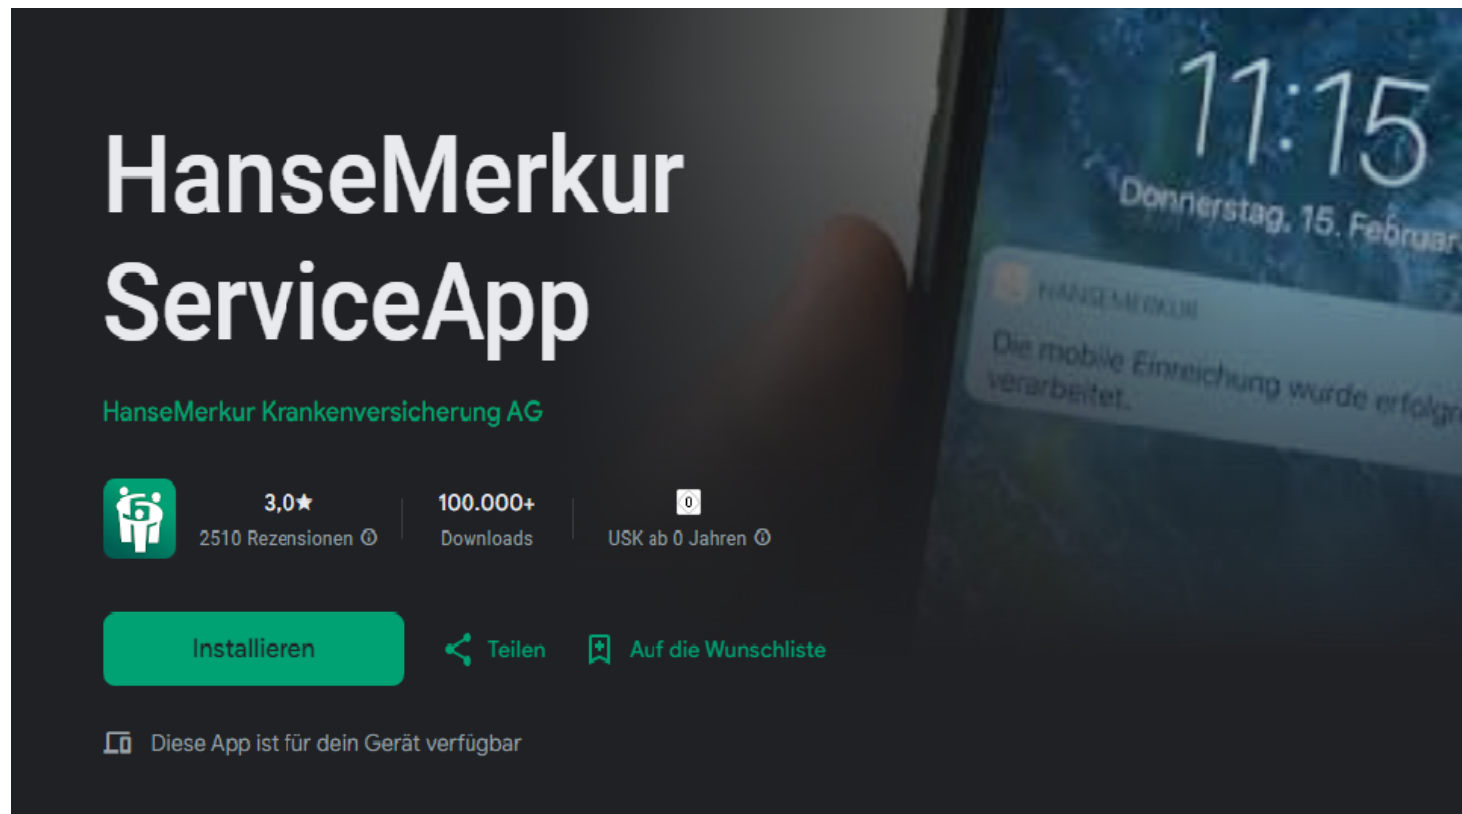 HanseMerkur
ServiceApp
HanseMerkur Krankenversicherung AG
3,0★
2510 Rezensionen
100.000+
Downloads
0
USK ab 0 Jahren
Installieren
Teilen
Auf die Wunschliste
Diese App ist für dein Gerät verfügbar
11:15
Donnerstag, 15. Februar
HANSEMERKUR
Die mobile Einreichung wurde erfolgre
verarbeitet.